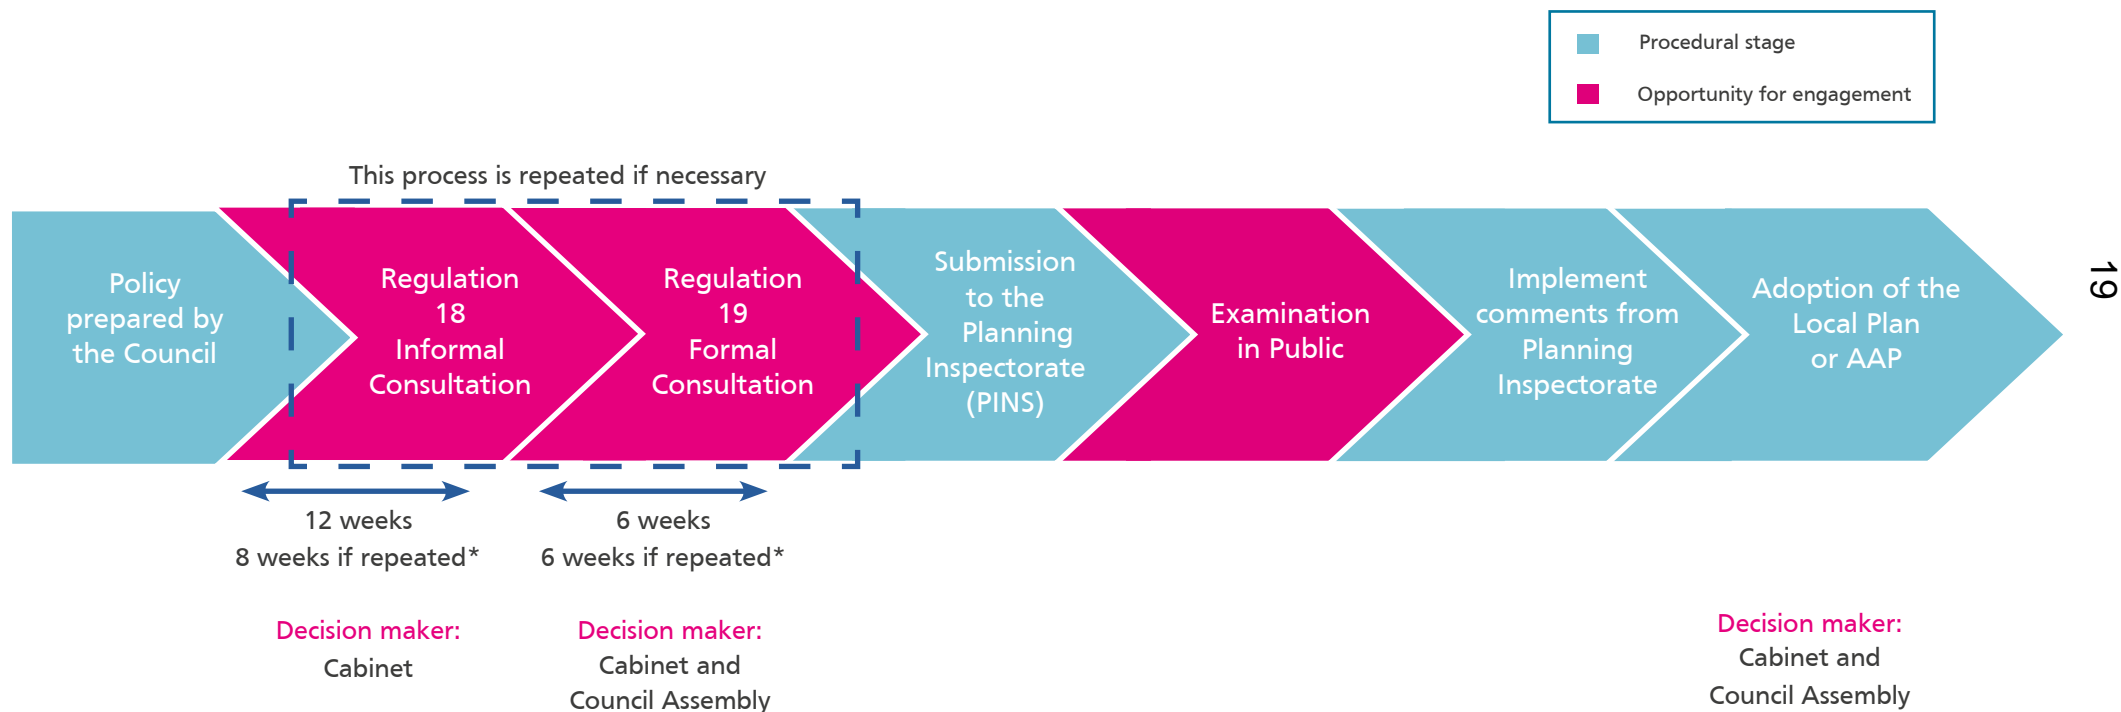 Procedural stage
Opportunity for engagement
This process is repeated if necessary
Policy
prepared by
the Council
Regulation
18
Informal
Consultation
Regulation
19
Formal
Consultation
Submission
to the
Planning
Inspectorate
(PINS)
Examination
in Public
Implement
comments from
Planning
Inspectorate
Adoption of the
Local Plan
or AAP
19
12 weeks
8 weeks if repeated*
6 weeks
6 weeks if repeated*
Decision maker:
Cabinet
Decision maker:
Cabinet and
Council Assembly
Decision maker:
Cabinet and
Council Assembly